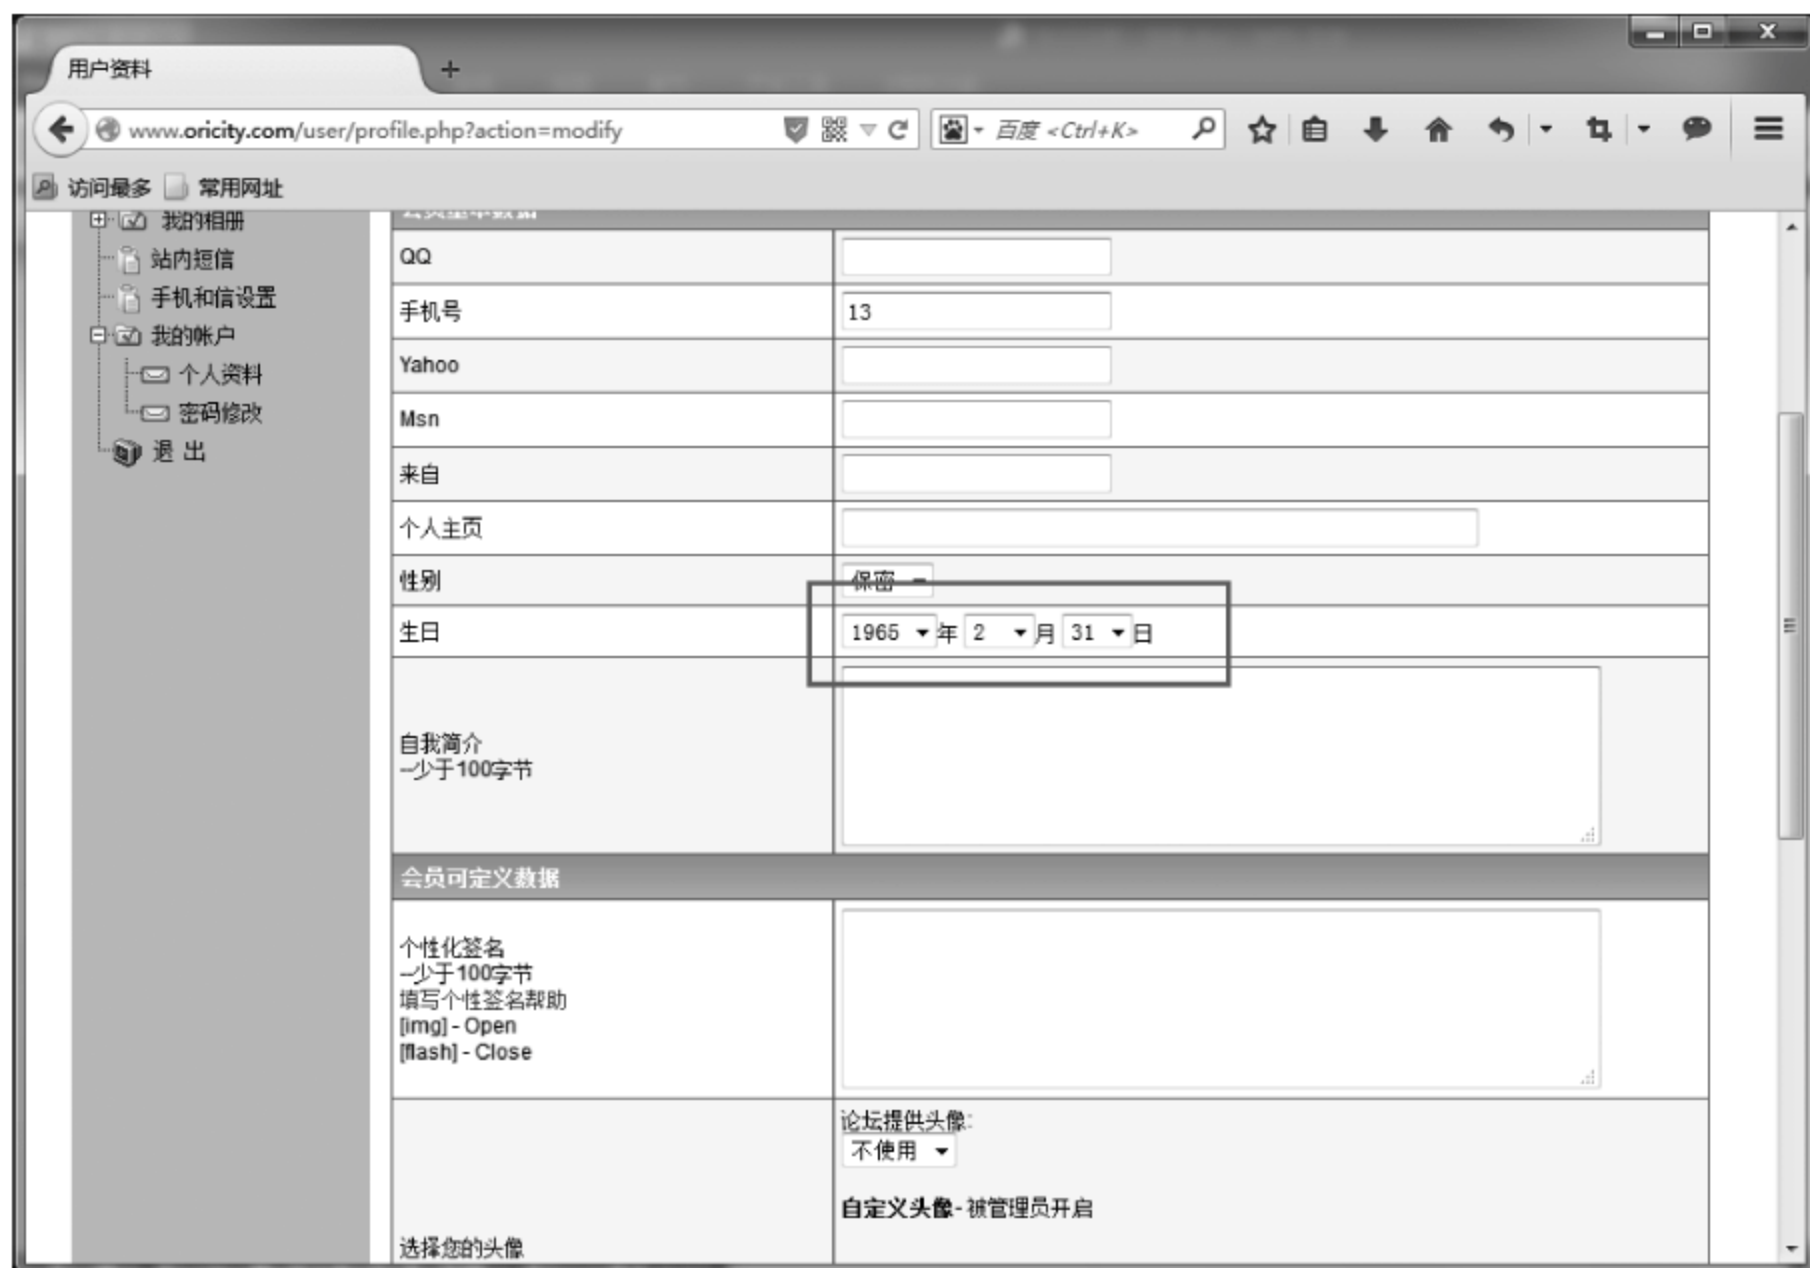 用户资料
www.oricity.com/user/profile.php?action=modify
百度 <Ctrl+K>
访问最多 常用网址
我的相册
站内短信
手机和信设置
我的帐户
个人资料
密码修改
退 出
会员基本数据
QQ
手机号 13
Yahoo
Msn
来自
个人主页
性别 保密
生日 1965 年 2 月 31 日
自我简介
--少于100字节
会员可定义数据
个性化签名
--少于100字节
填写个性签名帮助
[img] - Open
[flash] - Close
论坛提供头像:
不使用
自定义头像- 被管理员开启
选择您的头像